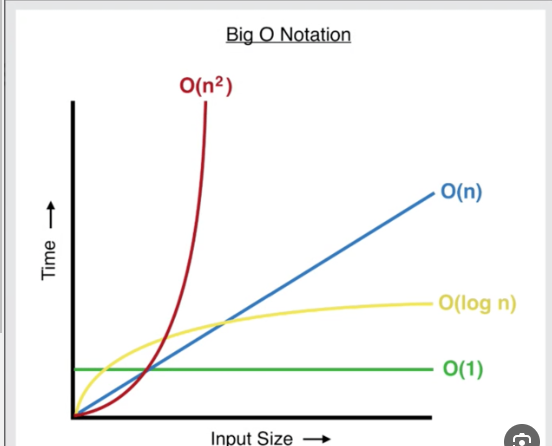 Big O Notation
O(n²)
O(n)
Time →
O(log n)
O(1)
Input Size →